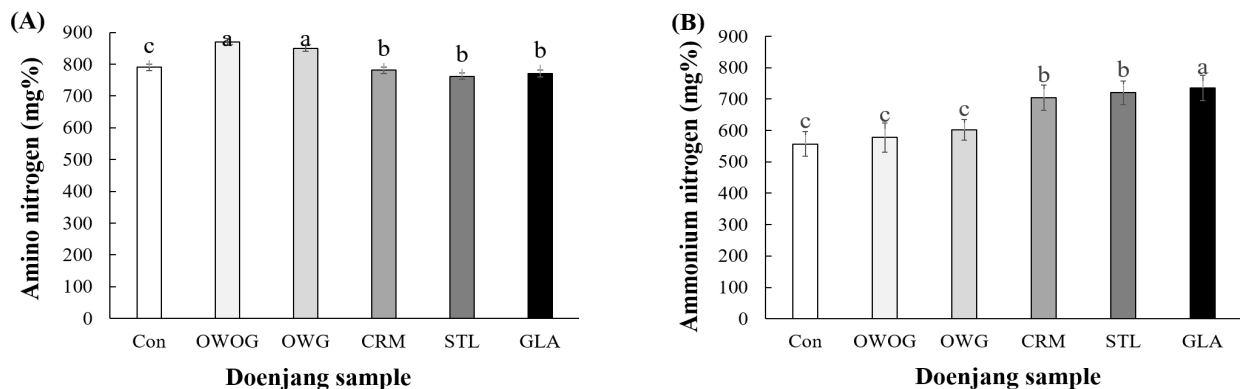 (A)
Amino nitrogen (mg%)
900
800
700
600
500
400
300
200
100
0
c
a
a
b
b
b
Con
OWOG
OWG
CRM
STL
GLA
Doenjang sample
(B)
Ammonium nitrogen (mg%)
900
800
700
600
500
400
300
200
100
0
c
c
c
b
b
a
Con
OWOG
OWG
CRM
STL
GLA
Doenjang sample